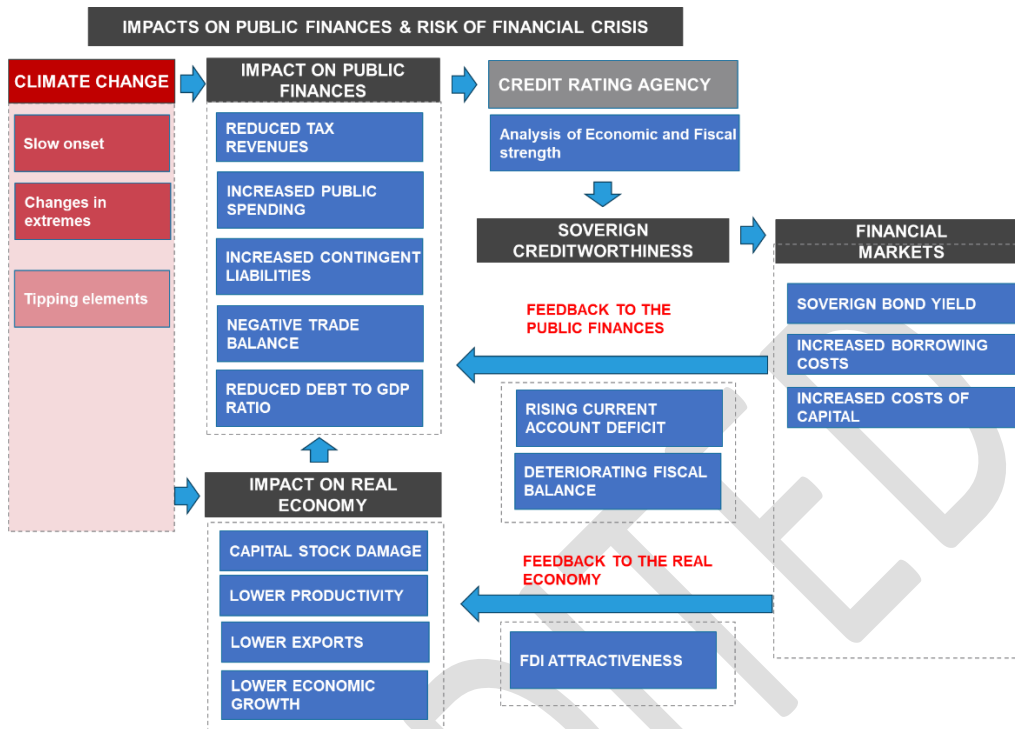 IMPACTS ON PUBLIC FINANCES & RISK OF FINANCIAL CRISIS
CLIMATE CHANGE
Slow onset
Changes in
extremes
Tipping elements
IMPACT ON PUBLIC
FINANCES
REDUCED TAX
REVENUES
INCREASED PUBLIC
SPENDING
INCREASED CONTINGENT
LIABILITIES
NEGATIVE TRADE
BALANCE
REDUCED DEBT TO GDP
RATIO
IMPACT ON REAL
ECONOMY
CAPITAL STOCK DAMAGE
LOWER PRODUCTIVITY
LOWER EXPORTS
LOWER ECONOMIC
GROWTH
CREDIT RATING AGENCY
Analysis of Economic and Fiscal
strength
SOVERIGN
CREDITWORTHINESS
FINANCIAL
MARKETS
SOVERIGN BOND YIELD
INCREASED BORROWING
COSTS
INCREASED COSTS OF
CAPITAL
FEEDBACK TO THE
PUBLIC FINANCES
RISING CURRENT
ACCOUNT DEFICIT
DETERIORATING FISCAL
BALANCE
FEEDBACK TO THE REAL
ECONOMY
FDI ATTRACTIVENESS